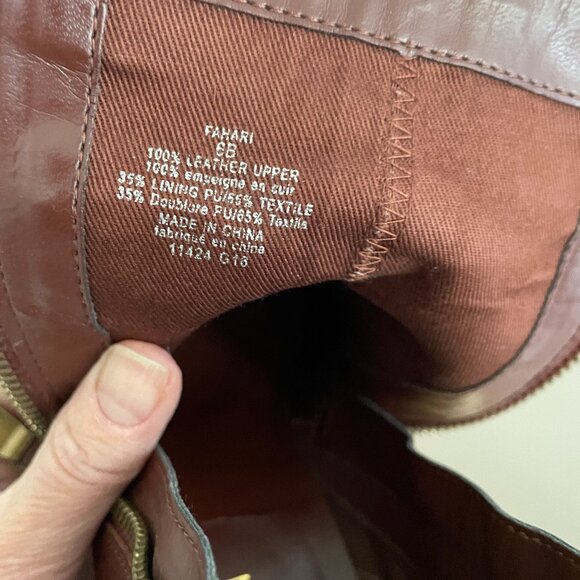 FAHARI
6B
100% LEATHER UPPER
100% empeigne en cuir
35% LINING PU/65% TEXTILE
35% Doublure PU/65% Textile
MADE IN CHINA
fabriqué en chine
11424 G16